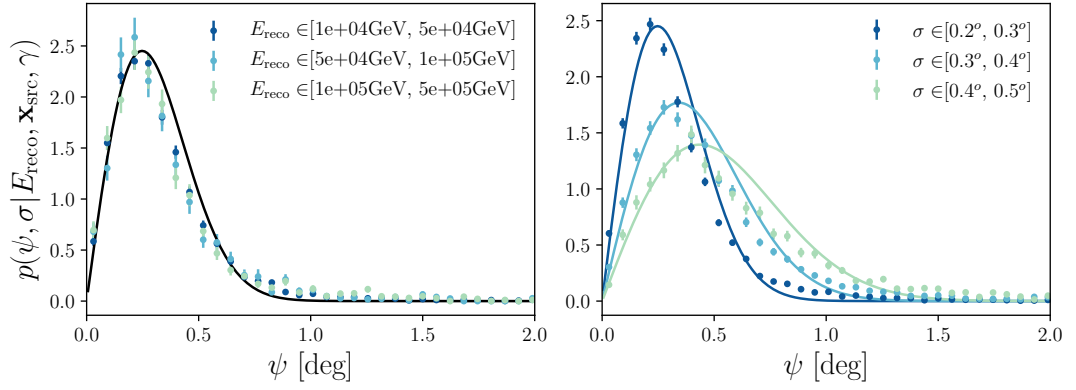 p(ψ, σ|E_reco, x_src, γ)
2.5
2.0
1.5
1.0
0.5
0.0
E_reco ∈[1e+04GeV, 5e+04GeV]
E_reco ∈[5e+04GeV, 1e+05GeV]
E_reco ∈[1e+05GeV, 5e+05GeV]
0.0 0.5 1.0 1.5 2.0
ψ [deg]
2.5
2.0
1.5
1.0
0.5
0.0
σ ∈[0.2°, 0.3°]
σ ∈[0.3°, 0.4°]
σ ∈[0.4°, 0.5°]
0.0 0.5 1.0 1.5 2.0
ψ [deg]